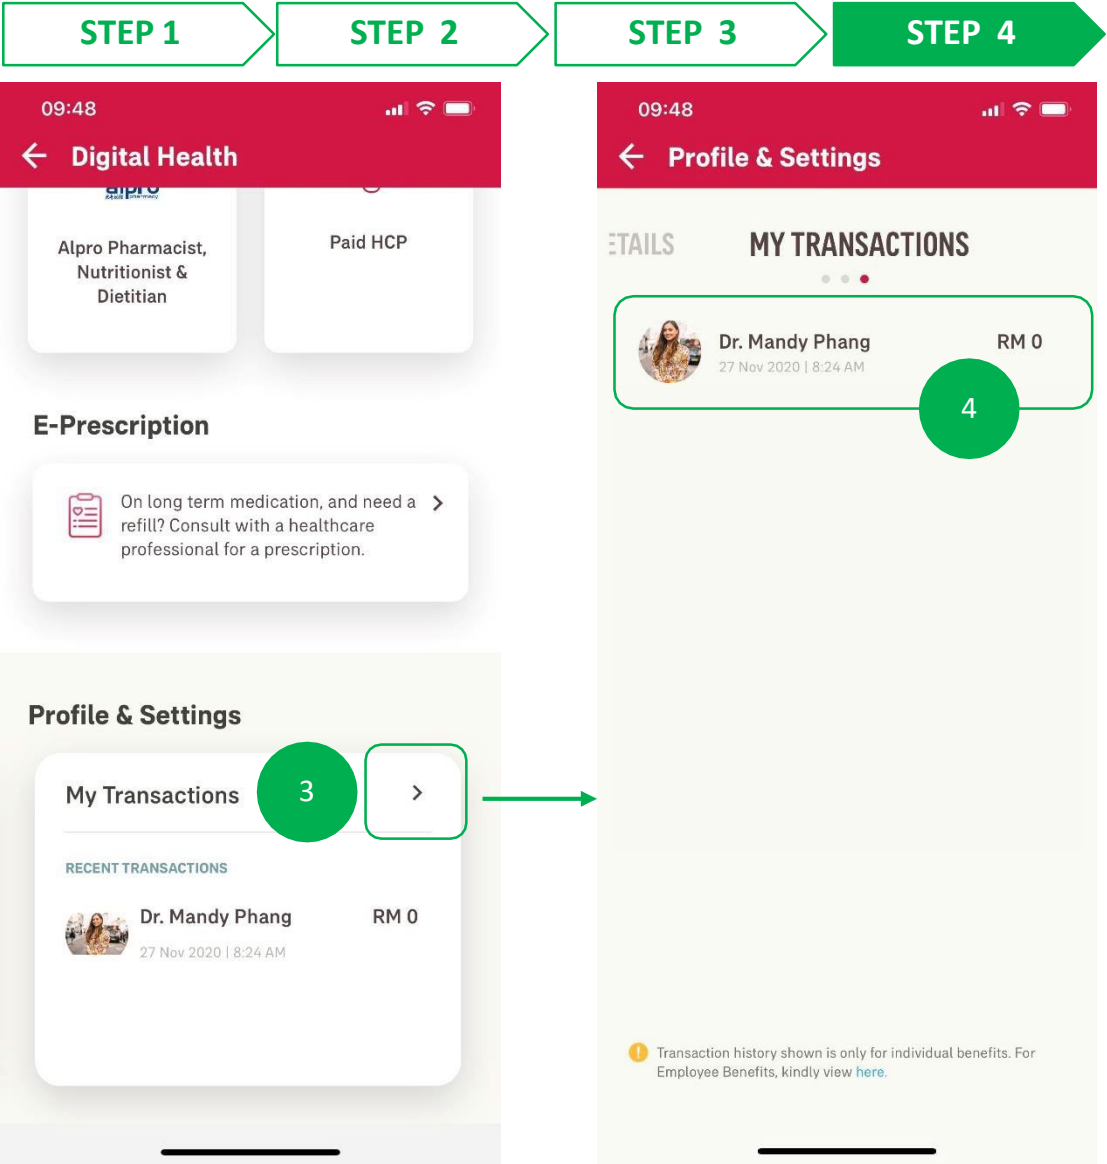 STEP 1
STEP 2
STEP 3
STEP 4
09:48
Digital Health
alpro
pharmacy
Alpro Pharmacist,
Nutritionist &
Dietitian
Paid HCP
E-Prescription
On long term medication, and need a
refill? Consult with a healthcare
professional for a prescription.
Profile & Settings
My Transactions
3
RECENT TRANSACTIONS
Dr. Mandy Phang
RM 0
27 Nov 2020 | 8:24 AM
09:48
Profile & Settings
ETAILS
MY TRANSACTIONS
Dr. Mandy Phang
RM 0
27 Nov 2020 | 8:24 AM
4
Transaction history shown is only for individual benefits. For
Employee Benefits, kindly view here.